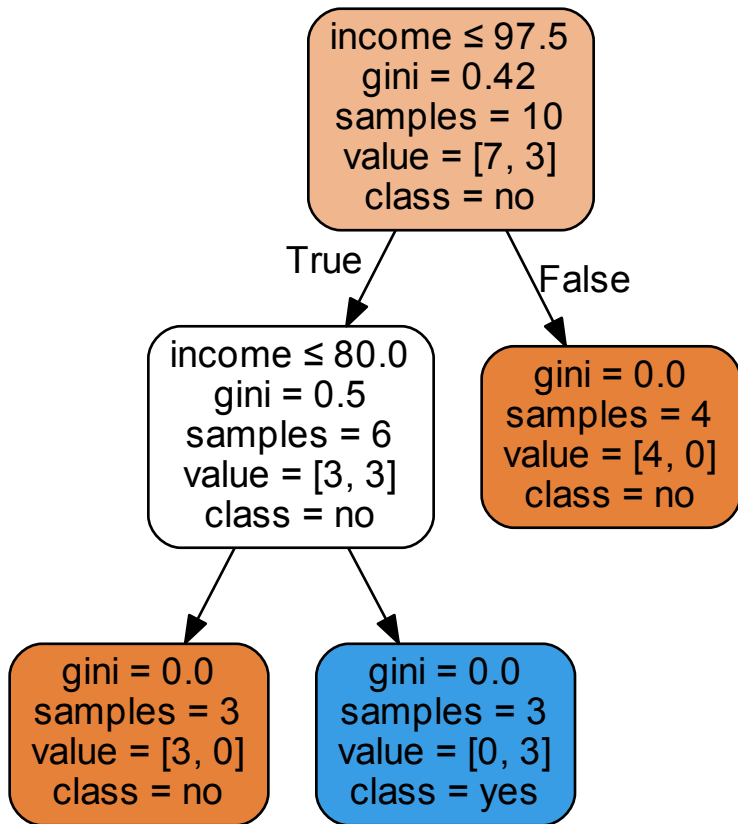 income ≤ 97.5
gini = 0.42
samples = 10
value = [7, 3]
class = no
True
False
income ≤ 80.0
gini = 0.5
samples = 6
value = [3, 3]
class = no
gini = 0.0
samples = 4
value = [4, 0]
class = no
gini = 0.0
samples = 3
value = [3, 0]
class = no
gini = 0.0
samples = 3
value = [0, 3]
class = yes